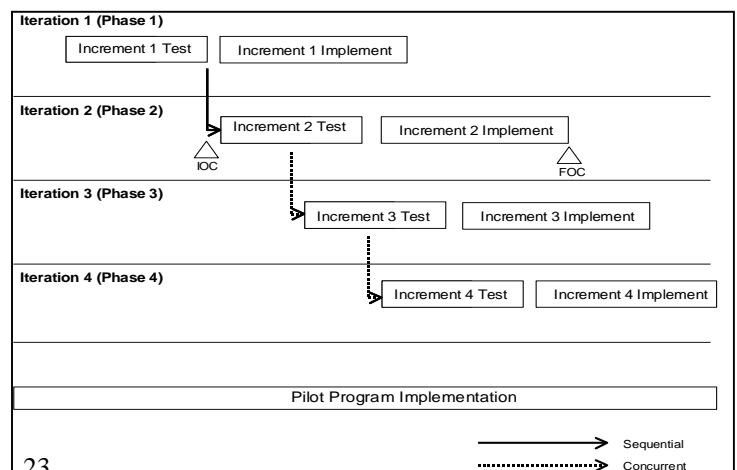 Iteration 1 (Phase 1)
Increment 1 Test
Increment 1 Implement
Iteration 2 (Phase 2)
Increment 2 Test
Increment 2 Implement
IOC
FOC
Iteration 3 (Phase 3)
Increment 3 Test
Increment 3 Implement
Iteration 4 (Phase 4)
Increment 4 Test
Increment 4 Implement
Pilot Program Implementation
Sequential
Concurrent
23